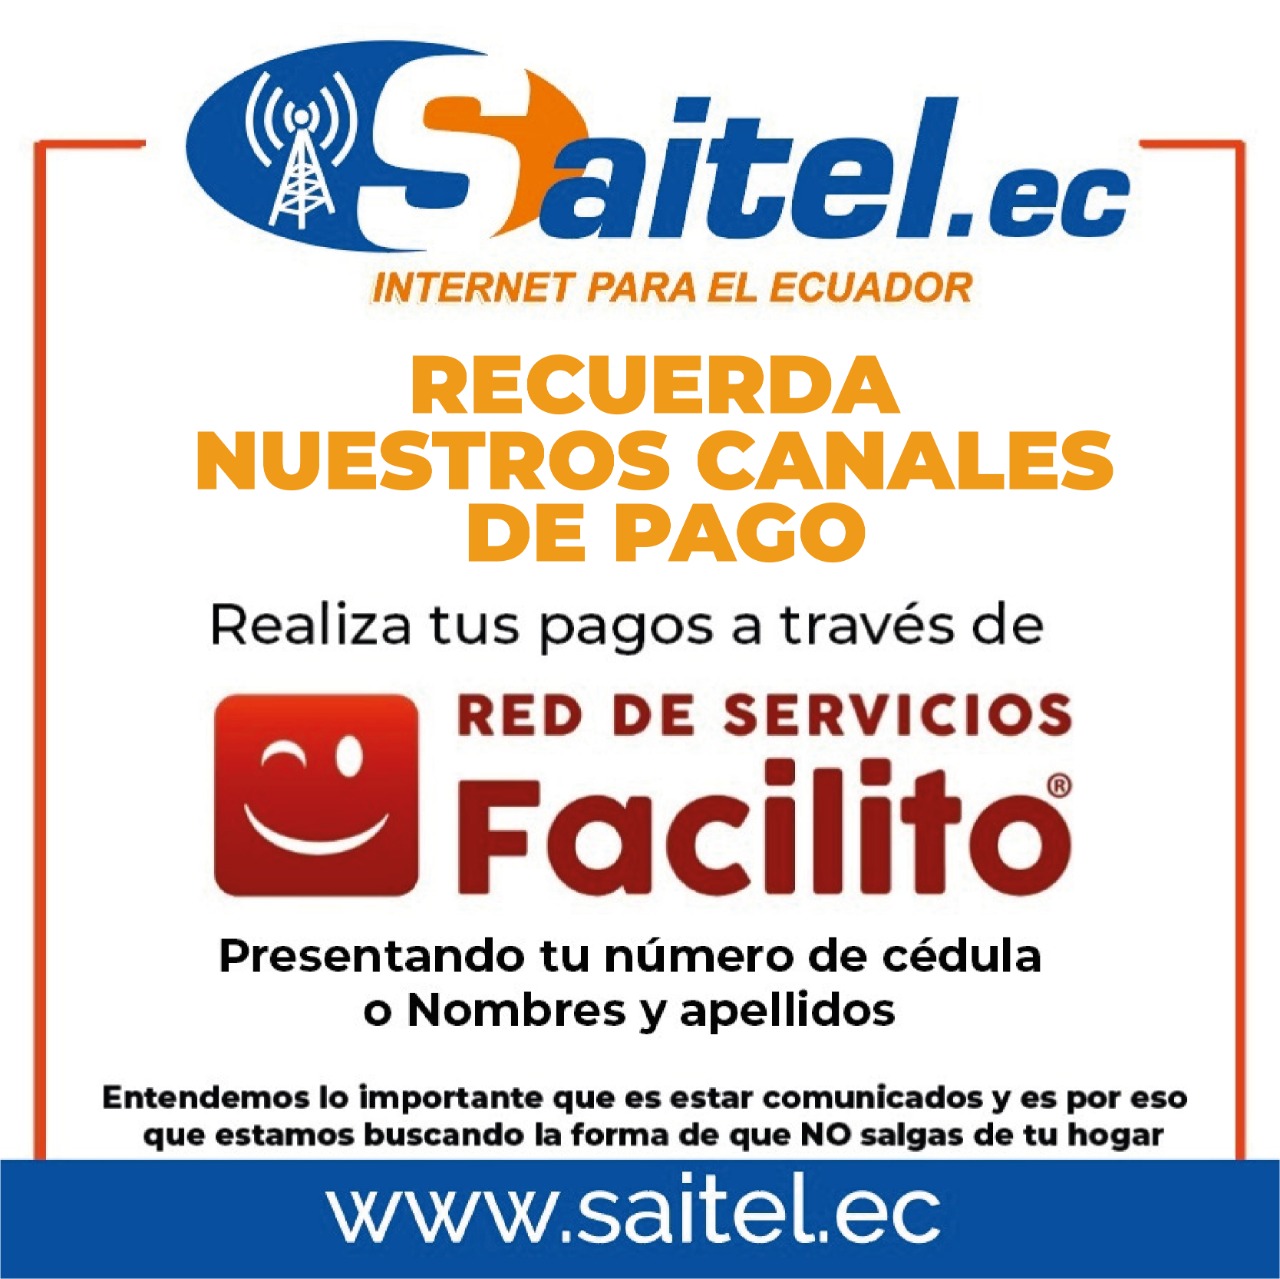 Saitel.ec
INTERNET PARA EL ECUADOR
RECUERDA
NUESTROS CANALES
DE PAGO
Realiza tus pagos a través de
RED DE SERVICIOS
Facilito®
Presentando tu número de cédula
o Nombres y apellidos
Entendemos lo importante que es estar comunicados y es por eso
que estamos buscando la forma de que NO salgas de tu hogar
www.saitel.ec